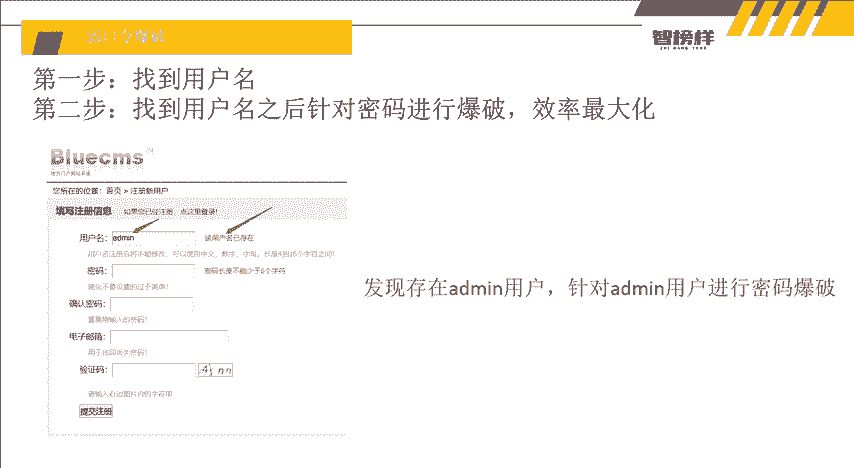 智榜样
ZHI BANG YANG
第一步：找到用户名
第二步：找到用户名之后针对密码进行爆破，效率最大化
Bluecms
您所在的位置：首页 » 注册新用户
填写注册信息 如果您已经注册，点这里登录！
用户名：admin 该用户名已存在
用户名注册后将不能修改，可以使用中文，数字，字母。长度4到16个字符之间！
密码： 密码长度不能少于6个字符
建议不要设置的过于简单！
确认密码：
重复您输入的密码！
电子邮箱：
验证码：
请输入右边图片内的字符串
提交注册
发现存在admin用户，针对admin用户进行密码爆破